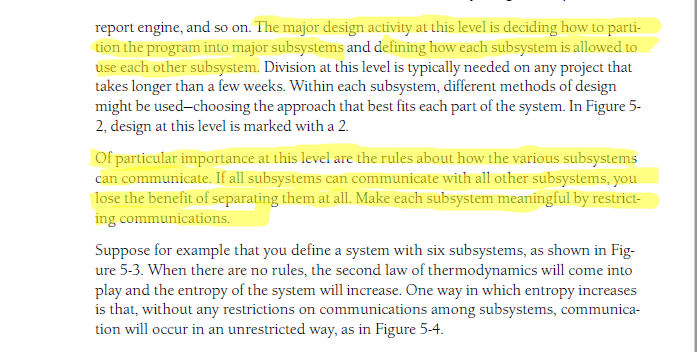 report engine, and so on. The major design activity at this level is deciding how to parti-
tion the program into major subsystems and defining how each subsystem is allowed to
use each other subsystem. Division at this level is typically needed on any project that
takes longer than a few weeks. Within each subsystem, different methods of design
might be used—choosing the approach that best fits each part of the system. In Figure 5-
2, design at this level is marked with a 2.
Of particular importance at this level are the rules about how the various subsystems
can communicate. If all subsystems can communicate with all other subsystems, you
lose the benefit of separating them at all. Make each subsystem meaningful by restrict-
ing communications.
Suppose for example that you define a system with six subsystems, as shown in Fig-
ure 5-3. When there are no rules, the second law of thermodynamics will come into
play and the entropy of the system will increase. One way in which entropy increases
is that, without any restrictions on communications among subsystems, communica-
tion will occur in an unrestricted way, as in Figure 5-4.